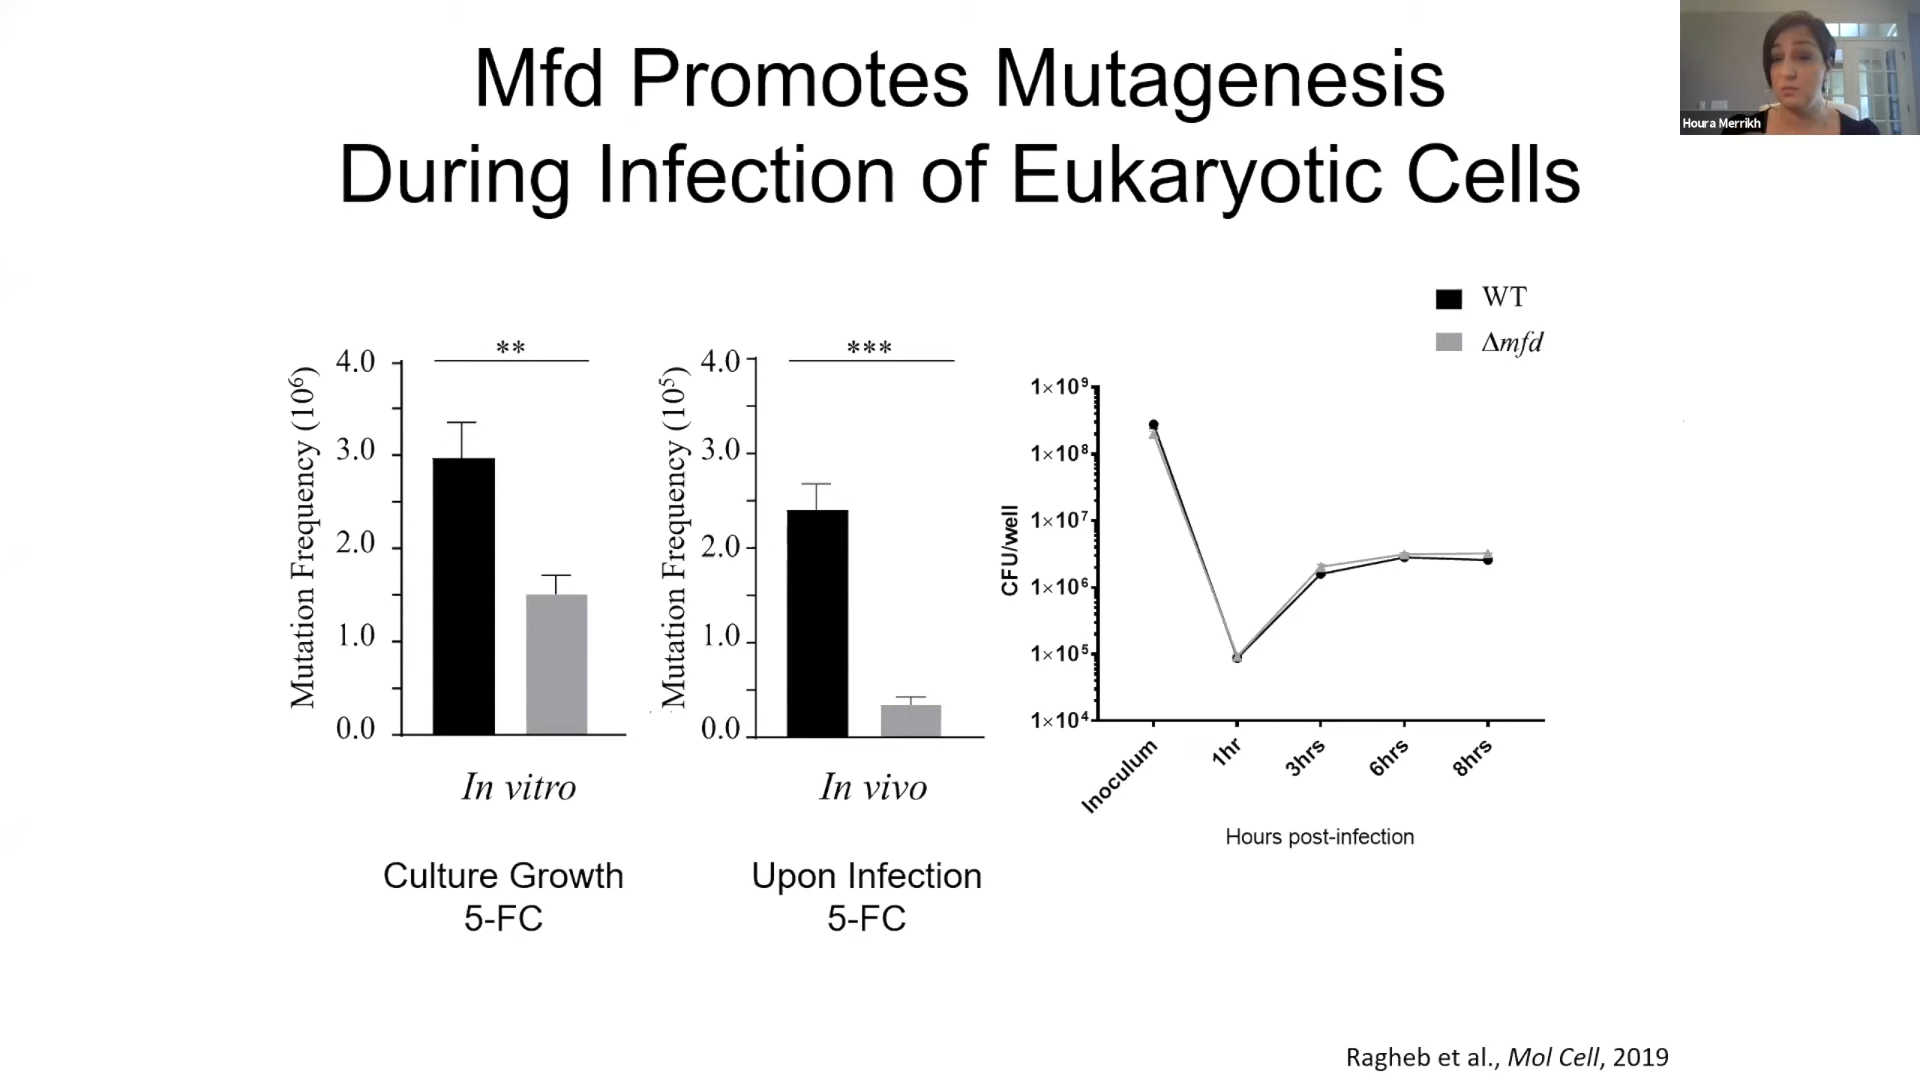 Mfd Promotes Mutagenesis
During Infection of Eukaryotic Cells
Houra Merrikh
WT
Δmfd
**
Mutation Frequency (10⁶)
4.0
3.0
2.0
1.0
0.0
In vitro
Culture Growth
5-FC
***
Mutation Frequency (10⁵)
4.0
3.0
2.0
1.0
0.0
In vivo
Upon Infection
5-FC
CFU/well
1×10⁹
1×10⁸
1×10⁷
1×10⁶
1×10⁵
1×10⁴
Inoculum
1hr
3hrs
6hrs
8hrs
Hours post-infection
Ragheb et al., Mol Cell, 2019